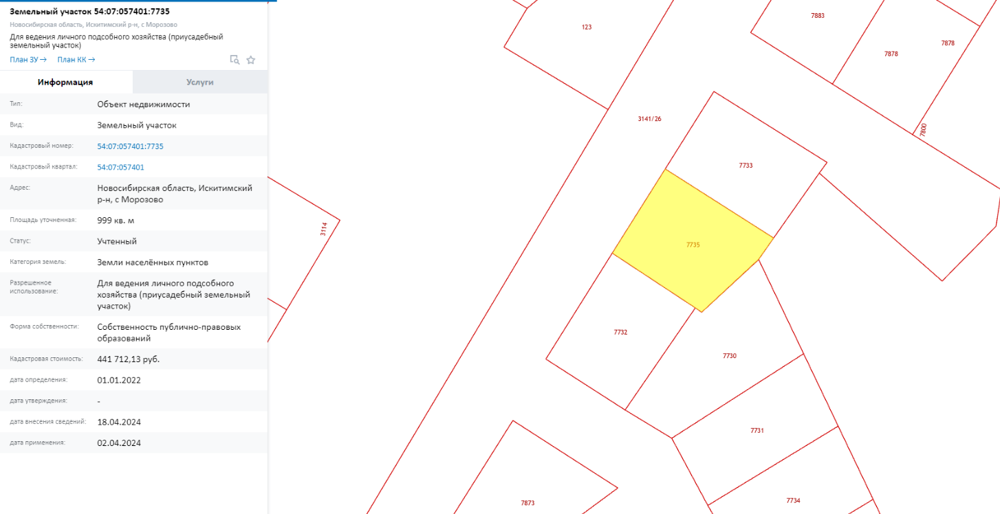 Земельный участок 54:07:057401:7735
Новосибирская область, Искитимский р-н, с Морозово
Для ведения личного подсобного хозяйства (приусадебный
земельный участок)
План ЗУ → План КК →
Информация Услуги
Тип: Объект недвижимости
Вид: Земельный участок
Кадастровый номер: 54:07:057401:7735
Кадастровый квартал: 54:07:057401
Адрес: Новосибирская область, Искитимский
р-н, с Морозово
Площадь уточненная: 999 кв. м
Статус: Учтенный
Категория земель: Земли населённых пунктов
Разрешенное
использование:
Для ведения личного подсобного
хозяйства (приусадебный земельный
участок)
Форма собственности: Собственность публично-правовых
образований
Кадастровая стоимость: 441 712,13 руб.
дата определения: 01.01.2022
дата утверждения: -
дата внесения сведений: 18.04.2024
дата применения: 02.04.2024
123
7883
7878
7878
3141/26
7800
7733
3114
7735
7732
7730
7731
7873
7734